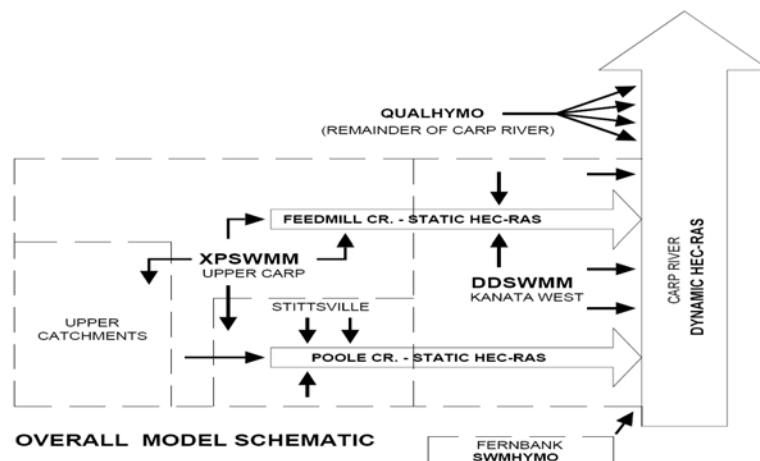 QUALHYMO
(REMAINDER OF CARP RIVER)
FEEDMILL CR. - STATIC HEC-RAS
XPSWMM
UPPER CARP
DDSWMM
KANATA WEST
CARP RIVER
DYNAMIC HEC-RAS
UPPER
CATCHMENTS
STITTSVILLE
POOLE CR. - STATIC HEC-RAS
OVERALL MODEL SCHEMATIC
FERNBANK
SWMHYMO